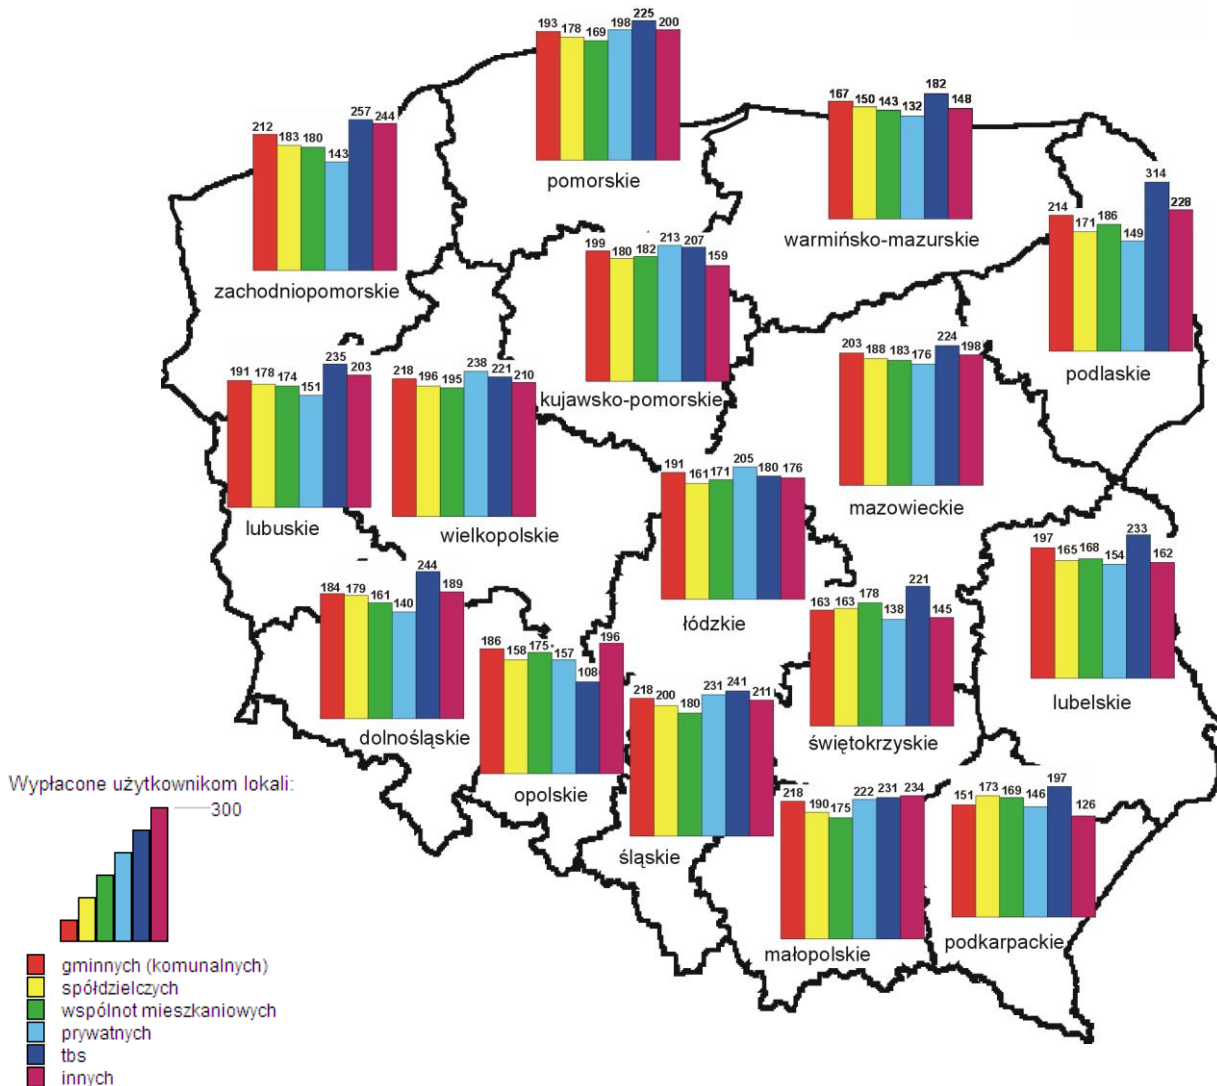 193 178 169 198 225 200
pomorskie
167 150 143 132 182 148
warmińsko-mazurskie
212 183 180 143 257 244
zachodniopomorskie
214 171 186 149 314 228
podlaskie
199 180 182 213 207 159
kujawsko-pomorskie
203 188 183 176 224 198
mazowieckie
191 178 174 151 235 203
lubuskie
218 196 195 238 221 210
wielkopolskie
191 161 171 205 180 176
łódzkie
197 165 168 154 233 162
lubelskie
184 179 161 140 244 189
dolnośląskie
163 163 178 138 221 145
świętokrzyskie
186 158 175 157 108 196
opolskie
218 200 180 231 241 211
śląskie
218 190 175 222 231 234
małopolskie
151 173 169 146 197 126
podkarpackie
Wypłacone użytkownikom lokali:
300
gminnych (komunalnych)
spółdzielczych
wspólnot mieszkaniowych
prywatnych
tbs
innych